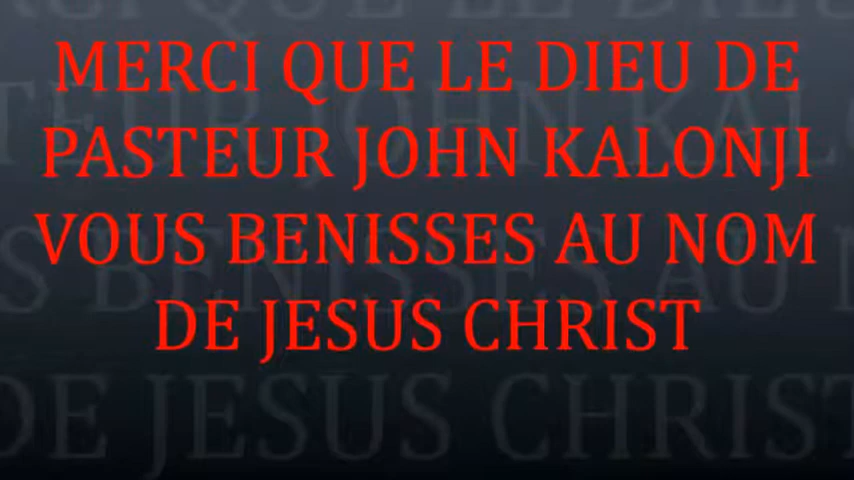 MERCI QUE LE DIEU DE
PASTEUR JOHN KALONJI
VOUS BENISSES AU NOM
DE JESUS CHRIST